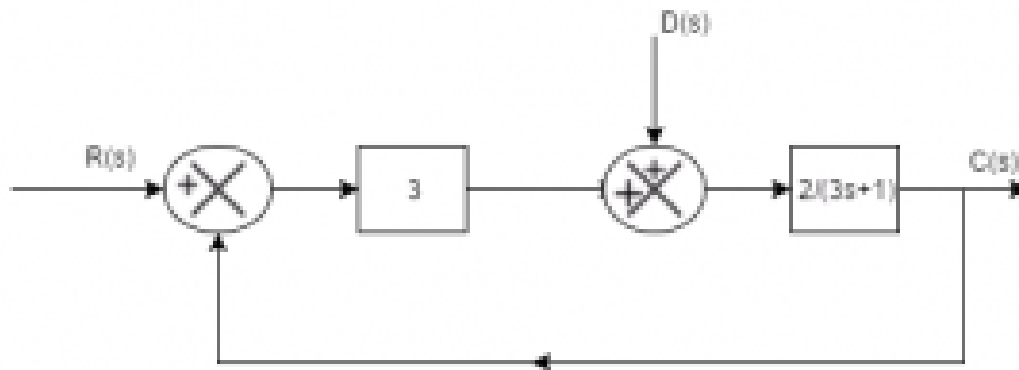 D(s)
R(s)
C(s)
+
3
+
+
2/(3s+1)